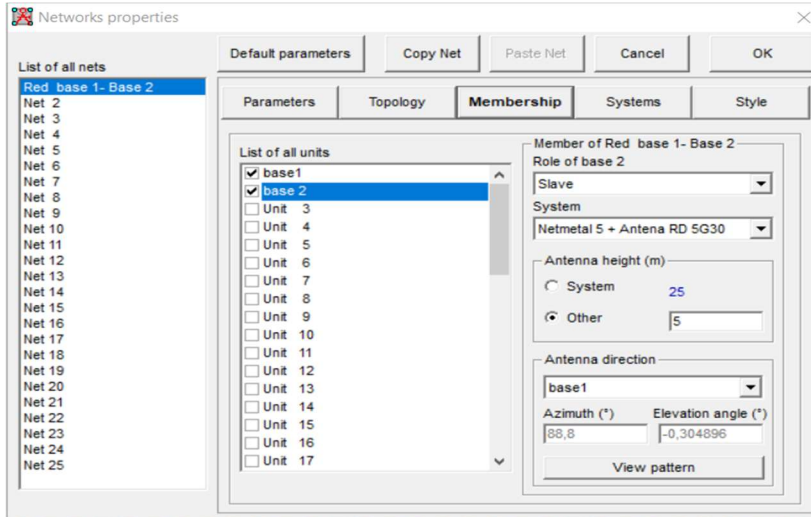 Networks properties
Default parameters
Copy Net
Paste Net
Cancel
OK
List of all nets
Red base 1- Base 2
Net 2
Net 3
Net 4
Net 5
Net 6
Net 7
Net 8
Net 9
Net 10
Net 11
Net 12
Net 13
Net 14
Net 15
Net 16
Net 17
Net 18
Net 19
Net 20
Net 21
Net 22
Net 23
Net 24
Net 25
Parameters
Topology
Membership
Systems
Style
List of all units
base1
base 2
Unit 3
Unit 4
Unit 5
Unit 6
Unit 7
Unit 8
Unit 9
Unit 10
Unit 11
Unit 12
Unit 13
Unit 14
Unit 15
Unit 16
Unit 17
Member of Red base 1- Base 2
Role of base 2
Slave
System
Netmetal 5 + Antena RD 5G30
Antenna height (m)
System 25
Other 5
Antenna direction
base1
Azimuth (°) Elevation angle (°)
88,8 -0,304896
View pattern